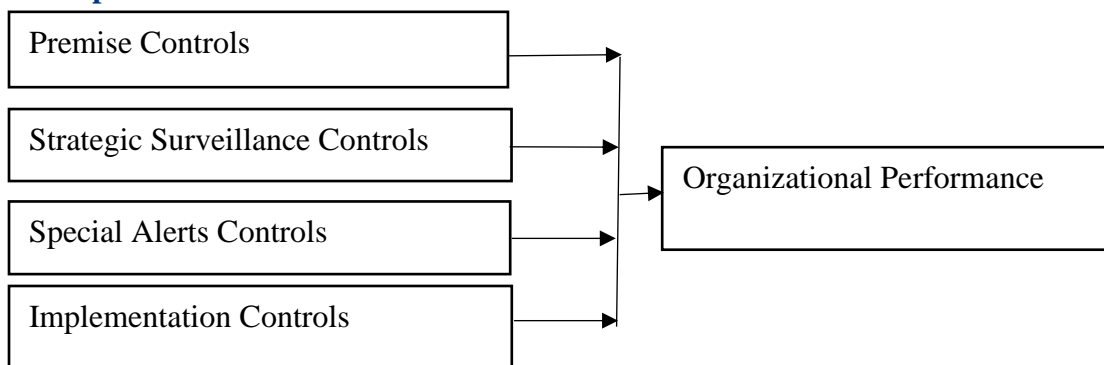 Premise Controls
Strategic Surveillance Controls
Organizational Performance
Special Alerts Controls
Implementation Controls